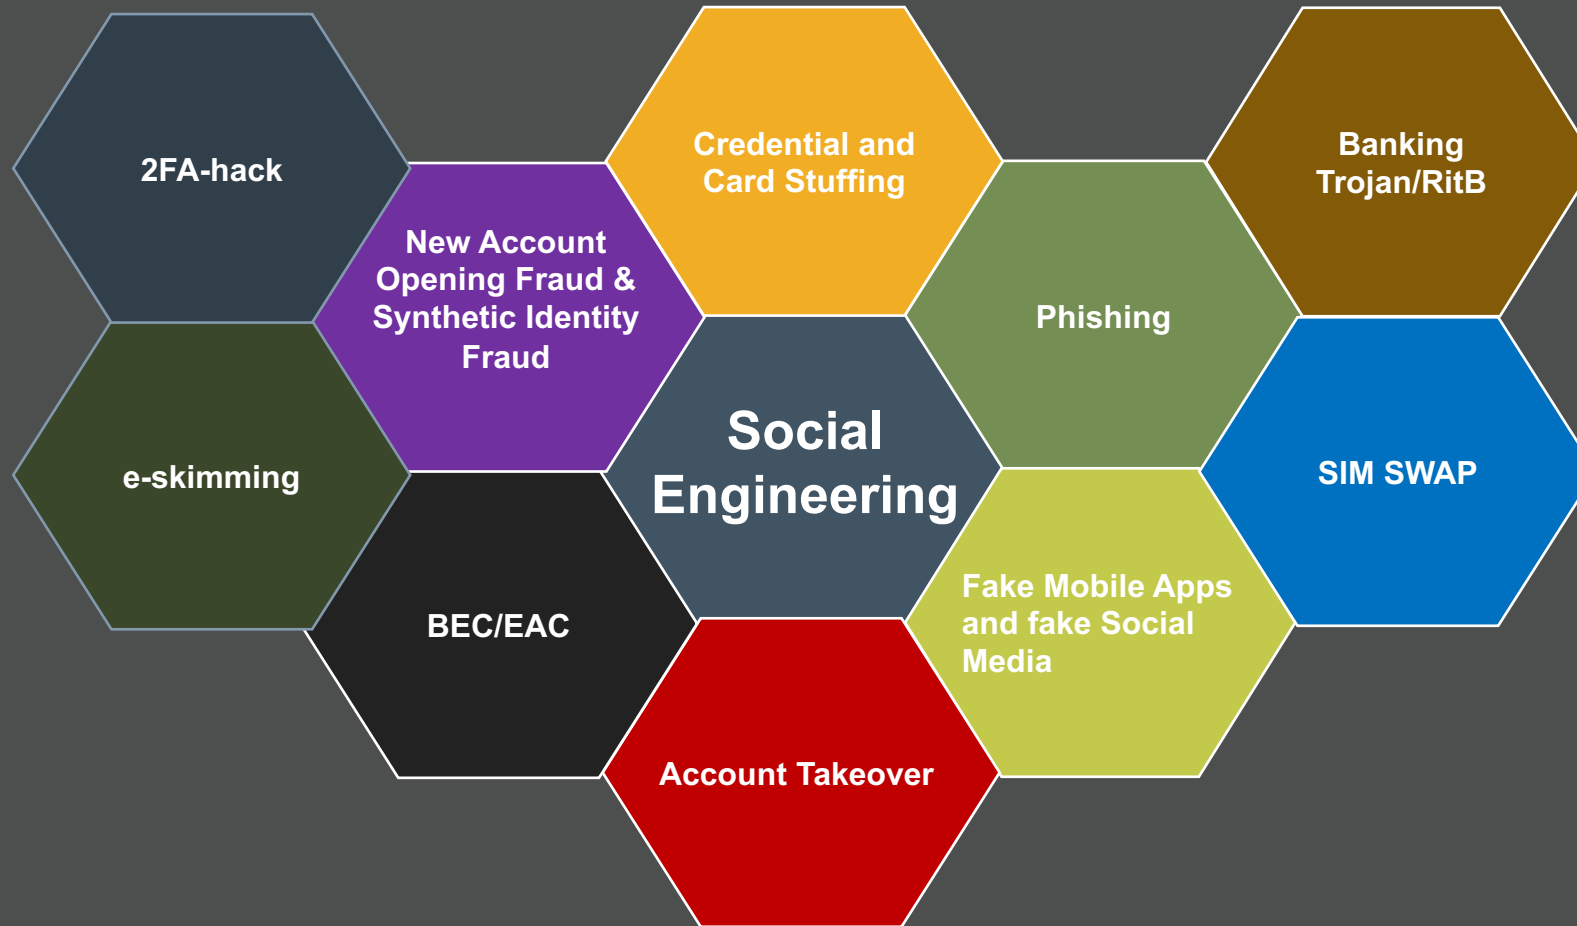 2FA-hack
Credential and
Card Stuffing
Banking
Trojan/RitB
New Account
Opening Fraud &
Synthetic Identity
Fraud
Phishing
e-skimming
Social
Engineering
SIM SWAP
BEC/EAC
Fake Mobile Apps
and fake Social
Media
Account Takeover